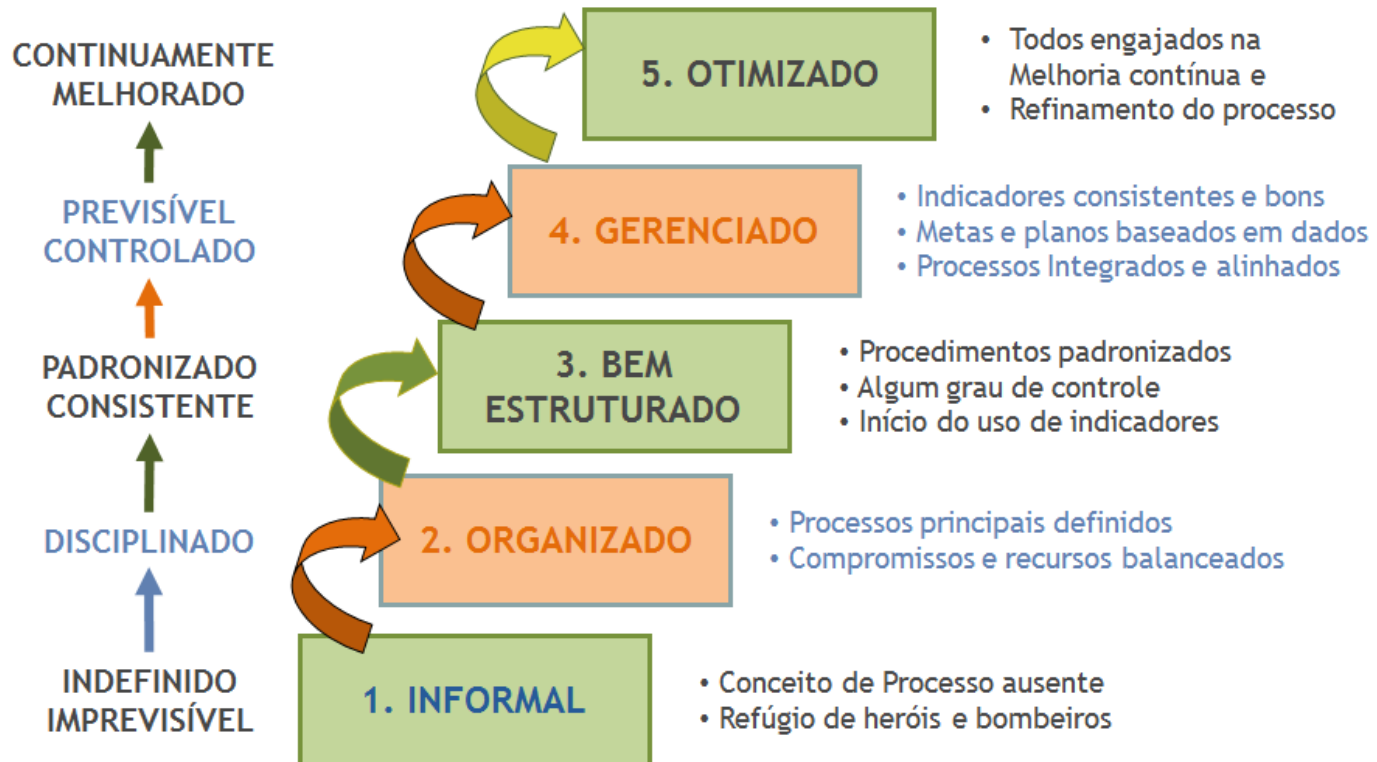 CONTINUAMENTE
MELHORADO
5. OTIMIZADO
• Todos engajados na
Melhoria contínua e
• Refinamento do processo
PREVISÍVEL
CONTROLADO
4. GERENCIADO
• Indicadores consistentes e bons
• Metas e planos baseados em dados
• Processos Integrados e alinhados
PADRONIZADO
CONSISTENTE
3. BEM
ESTRUTURADO
• Procedimentos padronizados
• Algum grau de controle
• Início do uso de indicadores
DISCIPLINADO
2. ORGANIZADO
• Processos principais definidos
• Compromissos e recursos balanceados
INDEFINIDO
IMPREVISÍVEL
1. INFORMAL
• Conceito de Processo ausente
• Refúgio de heróis e bombeiros